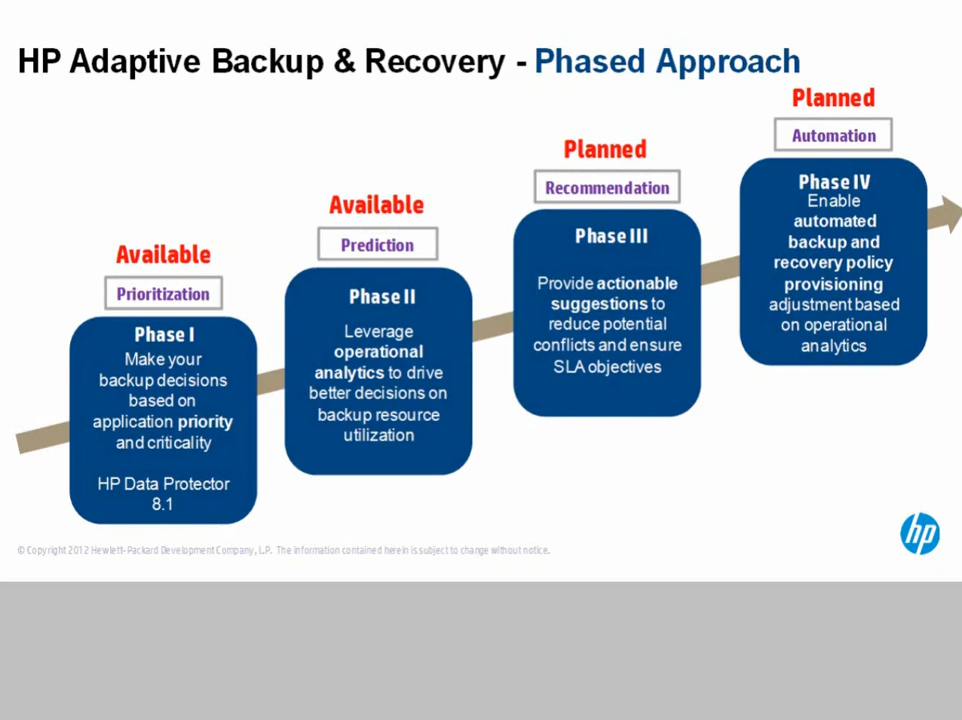 HP Adaptive Backup & Recovery - Phased Approach
Available
Prioritization
Phase I
Make your
backup decisions
based on
application priority
and criticality
HP Data Protector
8.1
Available
Prediction
Phase II
Leverage
operational
analytics to drive
better decisions on
backup resource
utilization
Planned
Recommendation
Phase III
Provide actionable
suggestions to
reduce potential
conflicts and ensure
SLA objectives
Planned
Automation
Phase IV
Enable
automated
backup and
recovery policy
provisioning
adjustment based
on operational
analytics
© Copyright 2012 Hewlett-Packard Development Company, L.P. The information contained herein is subject to change without notice.
hp